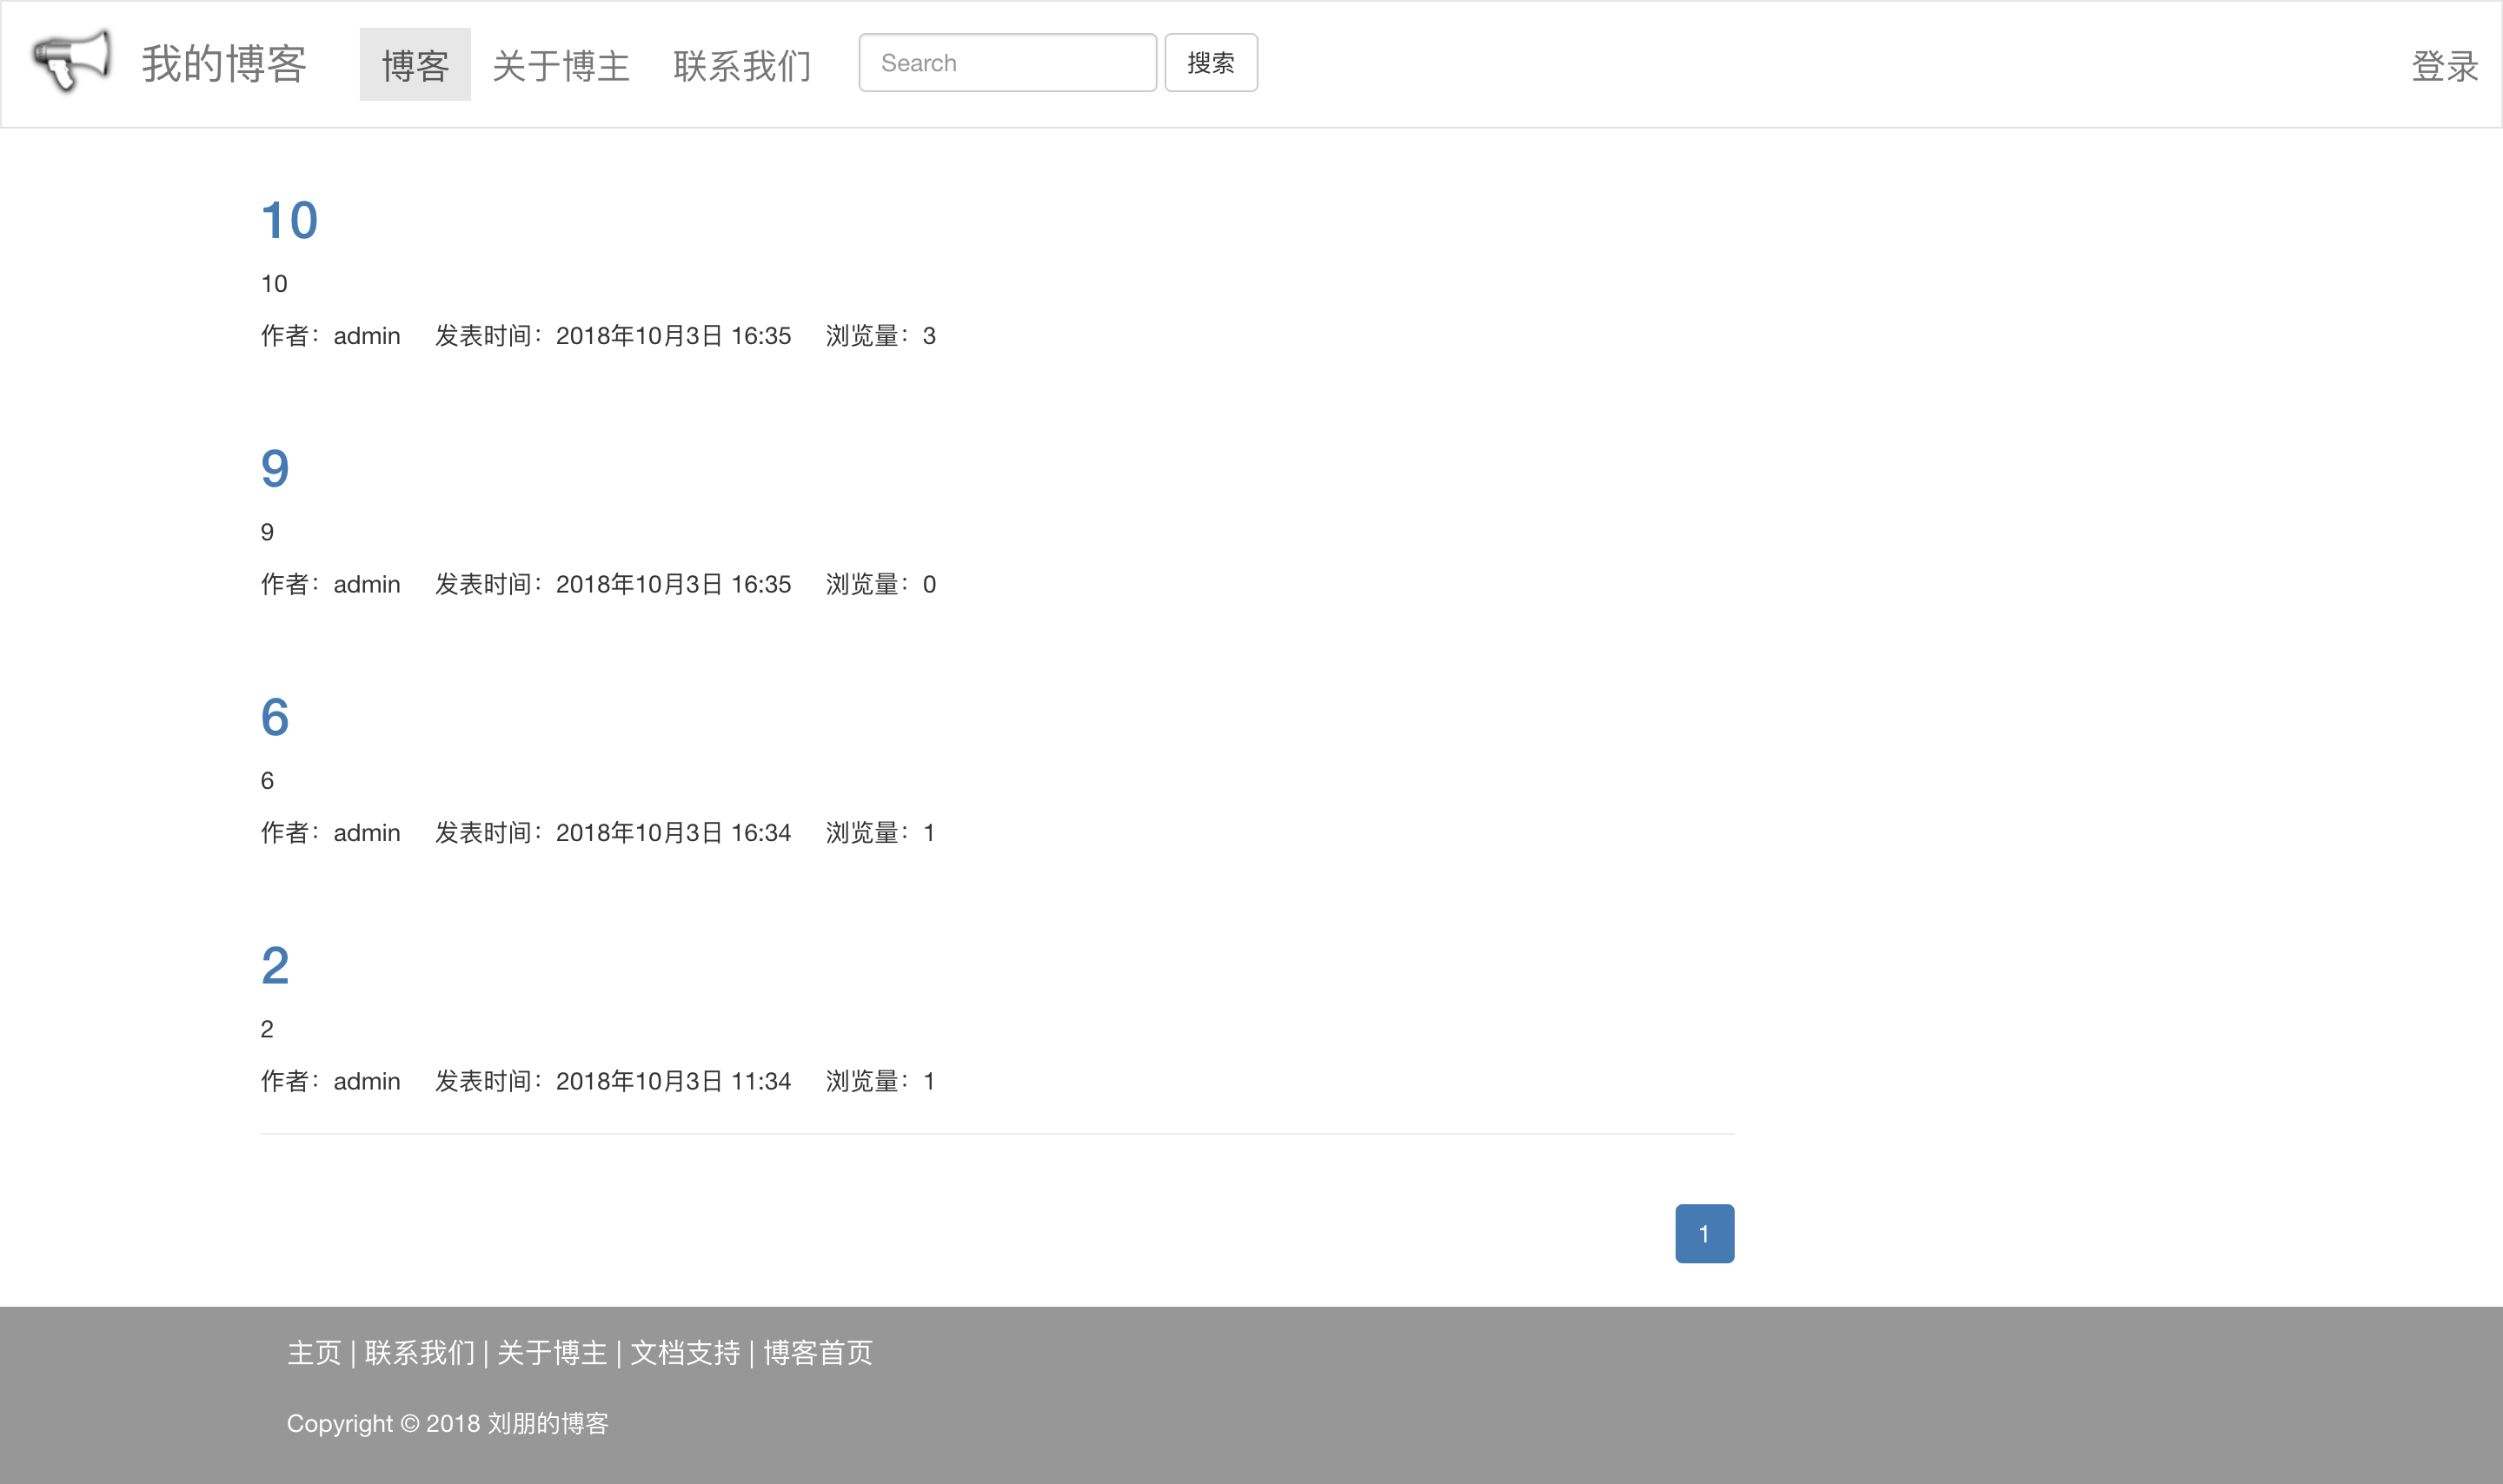 我的博客 博客 关于博主 联系我们 Search 搜索 登录
10
10
作者：admin 发表时间：2018年10月3日 16:35 浏览量：3
9
9
作者：admin 发表时间：2018年10月3日 16:35 浏览量：0
6
6
作者：admin 发表时间：2018年10月3日 16:34 浏览量：1
2
2
作者：admin 发表时间：2018年10月3日 11:34 浏览量：1
1
主页 | 联系我们 | 关于博主 | 文档支持 | 博客首页
Copyright © 2018 刘朋的博客